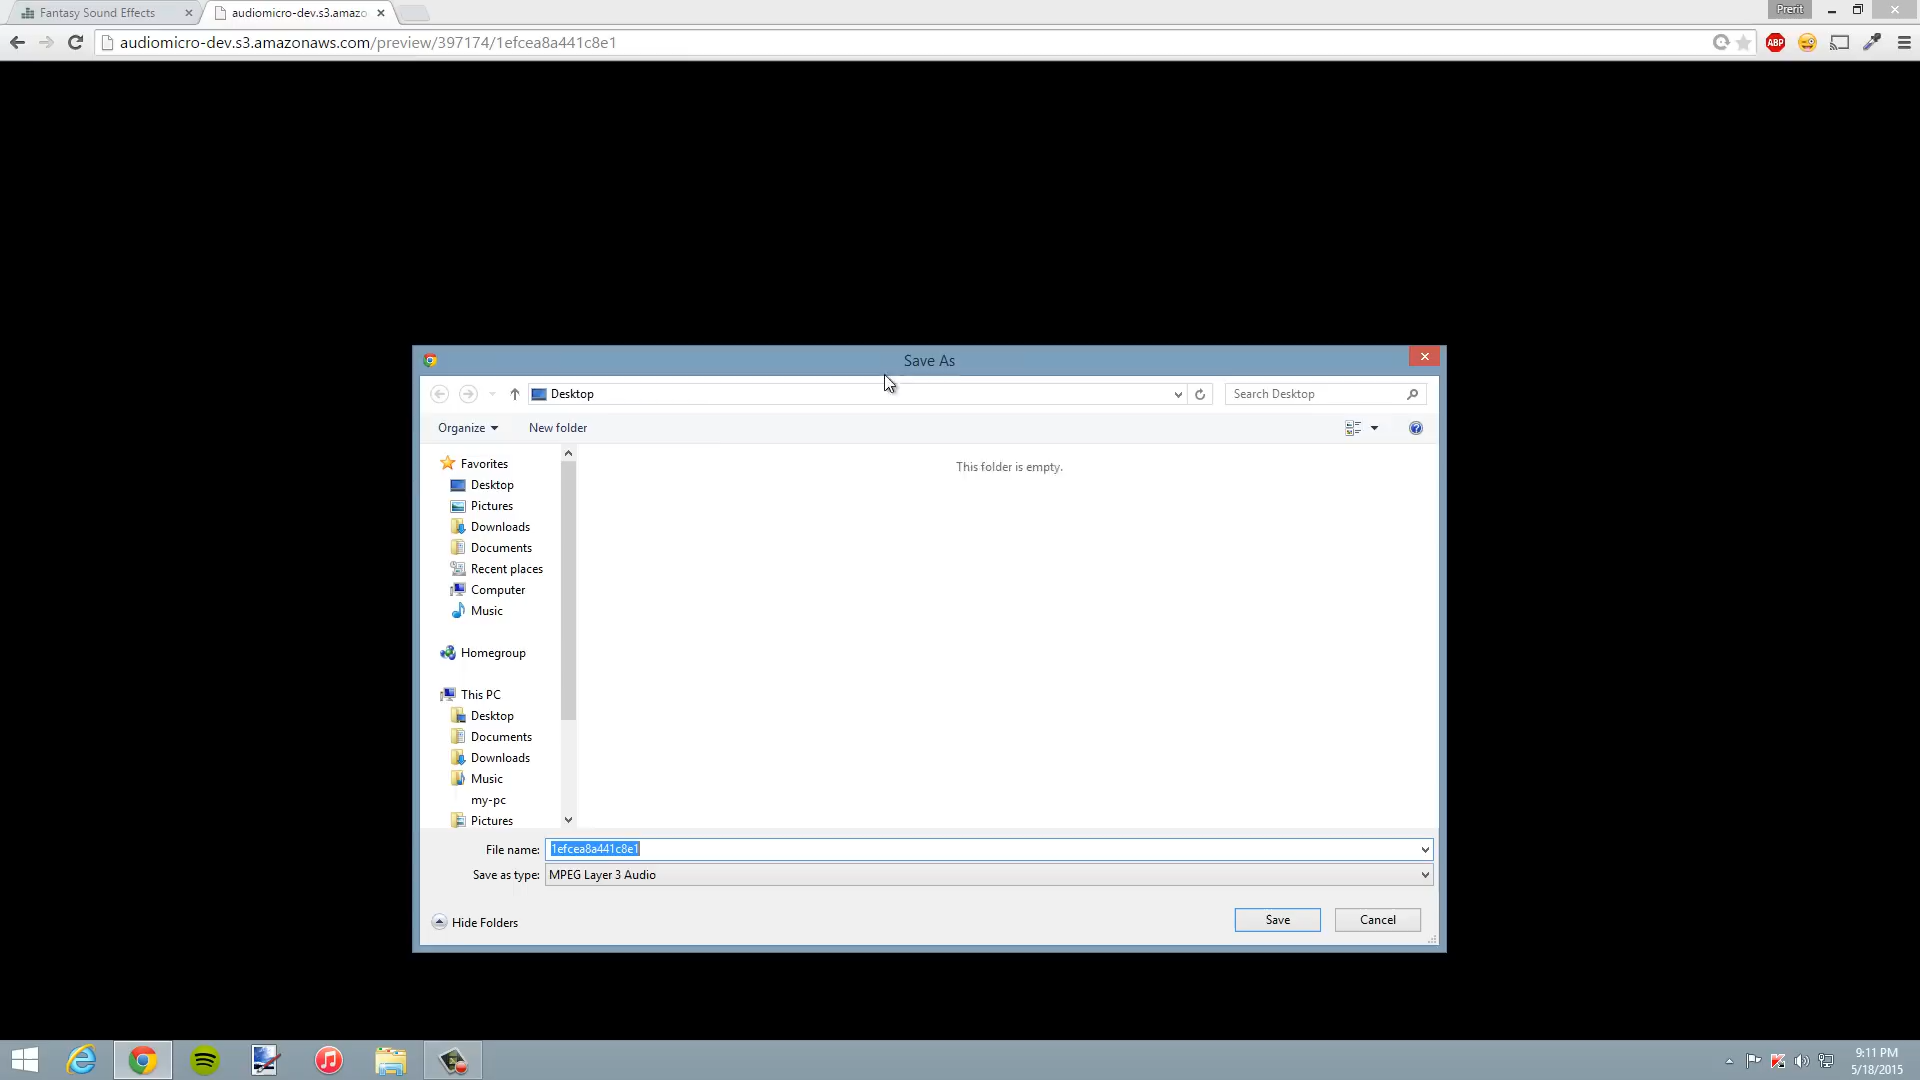 Fantasy Sound Effects
audiomicro-dev.s3.amazo
Prerit
audiomicro-dev.s3.amazonaws.com/preview/397174/1efcea8a441c8e1
ABP
Save As
Desktop
Search Desktop
Organize
New folder
Favorites
This folder is empty.
Desktop
Pictures
Downloads
Documents
Recent places
Computer
Music
Homegroup
This PC
Desktop
Documents
Downloads
Music
my-pc
Pictures
File name: 1efcea8a441c8e1
Save as type: MPEG Layer 3 Audio
Hide Folders
Save
Cancel
9:11 PM
5/18/2015